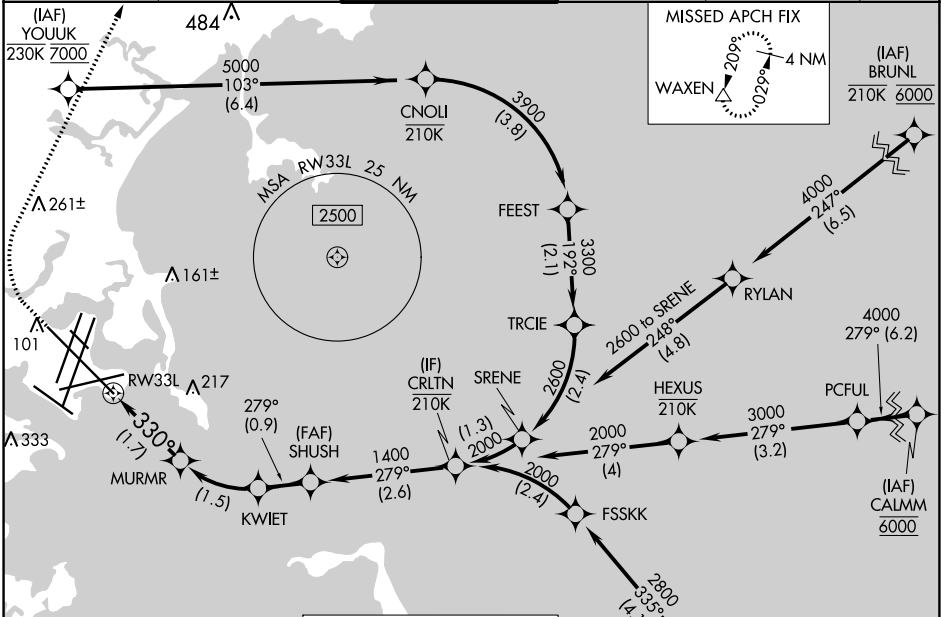 (IAF)
YOUUK
230K 7000
484
5000
103°
(6.4)
CNOLI
210K
3900
(3.8)
MISSED APCH FIX
209°
4 NM
WAXEN
029°
(IAF)
BRUNL
210K 6000
MSA RW33L 25 NM
2500
261±
FEEST
4000
247°
(6.5)
3300
192°
(2.1)
161±
RYLAN
TRCIE
2600 to SRENE
248°
(4.8)
4000
279° (6.2)
101
RW33L
217
(IF)
CRLTN
210K
SRENE
2600
(2.4)
HEXUS
210K
PCFUL
330°
(1.7)
279°
(0.9)
(FAF)
SHUSH
(1.3)
2000
2000
279°
(4)
3000
279°
(3.2)
333
MURMR
1400
279°
(2.6)
(IAF)
CALMM
6000
(1.5)
KWIET
2000
(2.4)
FSSKK
2800
335°